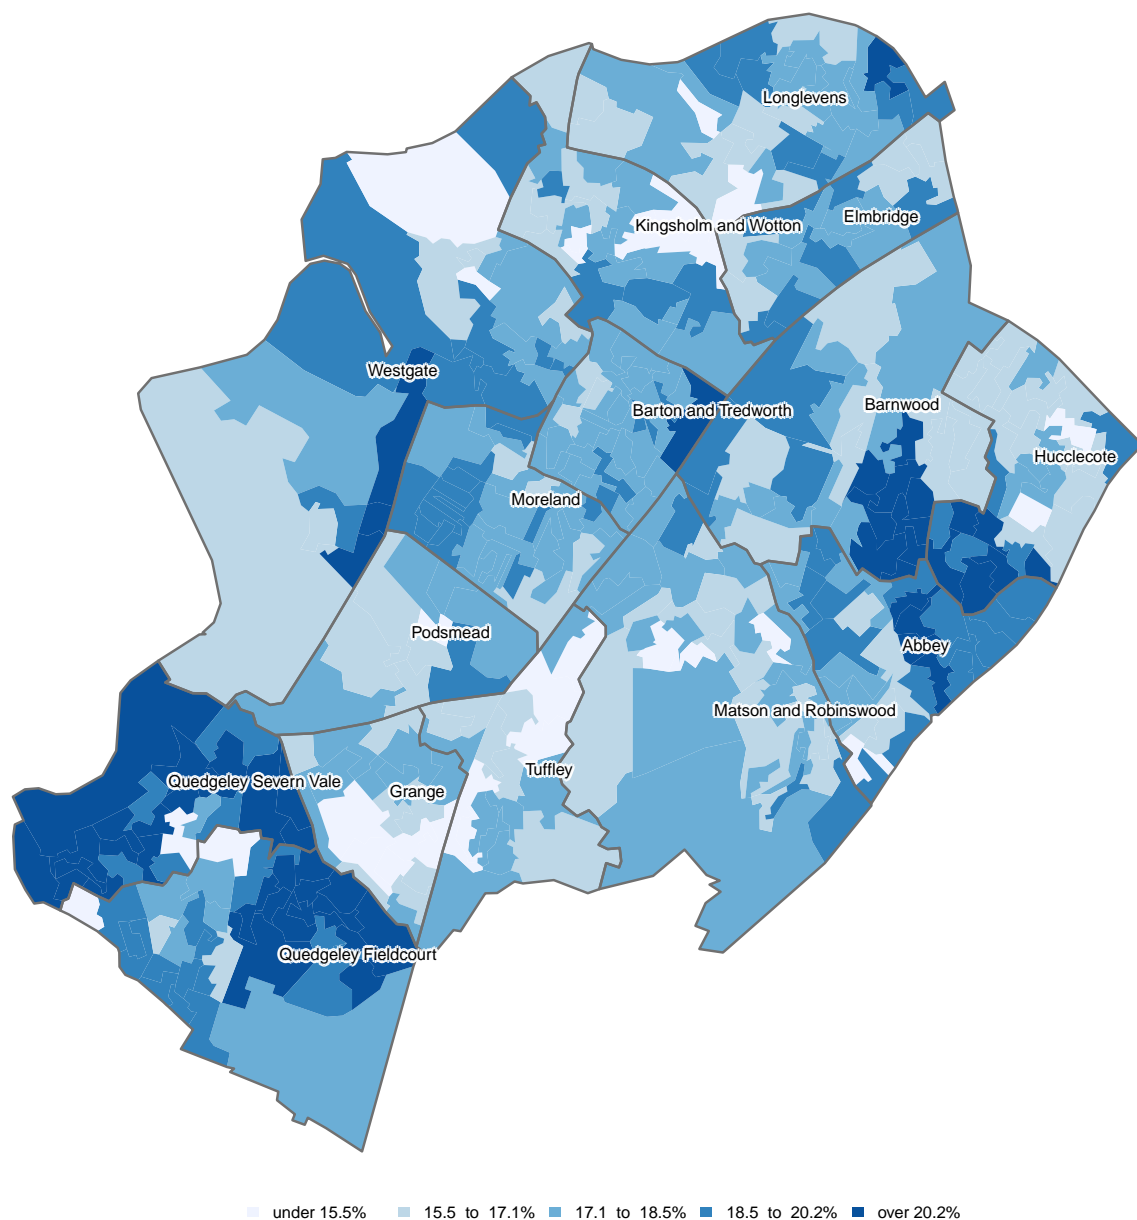 Longlevens
Elmbridge
Kingsholm and Wotton
Westgate
Barnwood
Barton and Tredworth
Hucclecote
Moreland
Podsmead
Abbey
Matson and Robinswood
Tuffley
Quedgeley Severn Vale
Grange
Quedgeley Fieldcourt
under 15.5% 15.5 to 17.1% 17.1 to 18.5% 18.5 to 20.2% over 20.2%